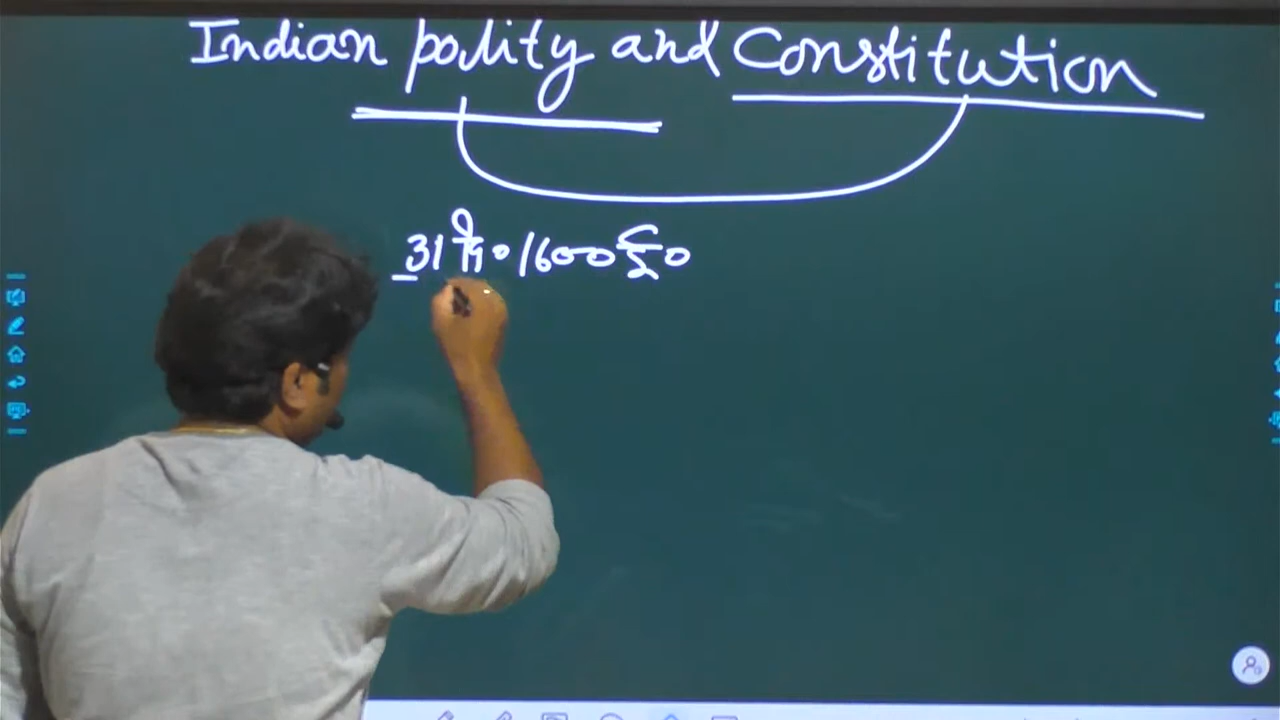 Indian polity and Constitution
31 दि० 1600 ई०